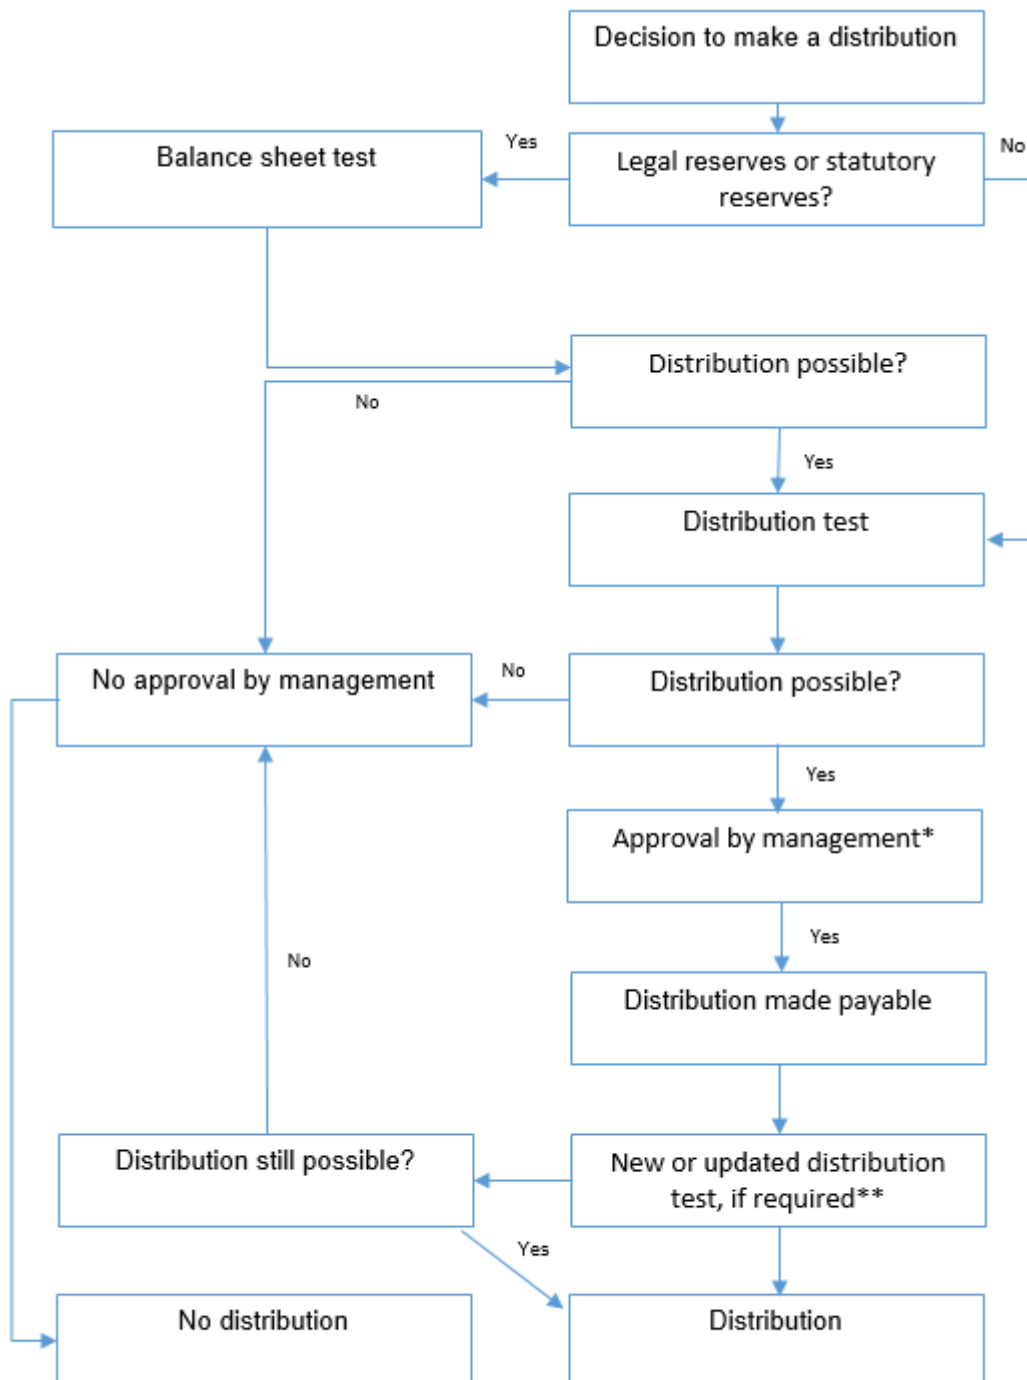 Decision to make a distribution
Yes
No
Balance sheet test
Legal reserves or statutory
reserves?
Distribution possible?
No
Yes
Distribution test
No approval by management
No
Distribution possible?
Yes
Approval by management*
Yes
No
Distribution made payable
Distribution still possible?
New or updated distribution
test, if required**
Yes
No distribution
Distribution